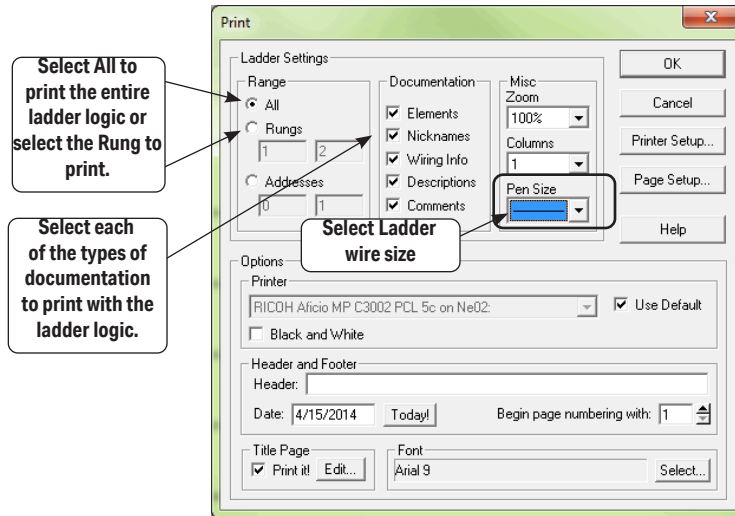 Print
Select All to
print the entire
ladder logic or
select the Rung to
print.
Select each
of the types of
documentation
to print with the
ladder logic.
Ladder Settings
Range
All
Rungs
1 2
Addresses
0 1
Documentation
Elements
Nicknames
Wiring Info
Descriptions
Comments
Misc
Zoom
100%
Columns
1
Pen Size
Select Ladder
wire size
OK
Cancel
Printer Setup...
Page Setup...
Help
Options
Printer
RICOH Aficio MP C3002 PCL 5c on Ne02:
Use Default
Black and White
Header and Footer
Header:
Date: 4/15/2014 Today! Begin page numbering with: 1
Title Page
Print it! Edit...
Font
Arial 9 Select...